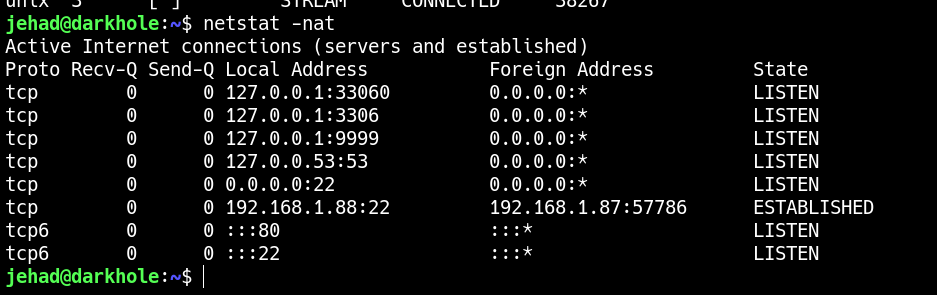 unix 3 [ ] STREAM CONNECTED 38267
jehad@darkhole:~$ netstat -nat
Active Internet connections (servers and established)
Proto Recv-Q Send-Q Local Address Foreign Address State
tcp 0 0 127.0.0.1:33060 0.0.0.0:* LISTEN
tcp 0 0 127.0.0.1:3306 0.0.0.0:* LISTEN
tcp 0 0 127.0.0.1:9999 0.0.0.0:* LISTEN
tcp 0 0 127.0.0.53:53 0.0.0.0:* LISTEN
tcp 0 0 0.0.0.0:22 0.0.0.0:* LISTEN
tcp 0 0 192.168.1.88:22 192.168.1.87:57786 ESTABLISHED
tcp6 0 0 :::80 :::* LISTEN
tcp6 0 0 :::22 :::* LISTEN
jehad@darkhole:~$